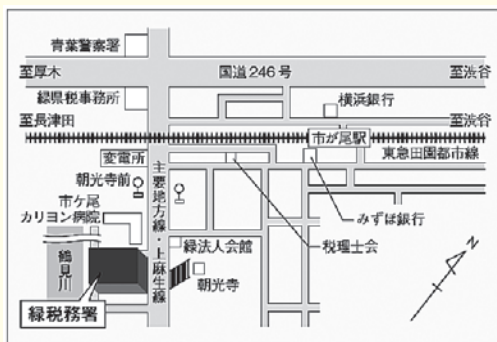 青葉警察署
至厚木
国道246号
至渋谷
緑県税事務所
横浜銀行
至長津田
至渋谷
市が尾駅
変電所
東急田園都市線
朝光寺前
主要地方線・上麻生線
市ケ尾
カリヨン病院
みずほ銀行
緑法人会館
税理士会
鶴見川
朝光寺
N
緑税務署